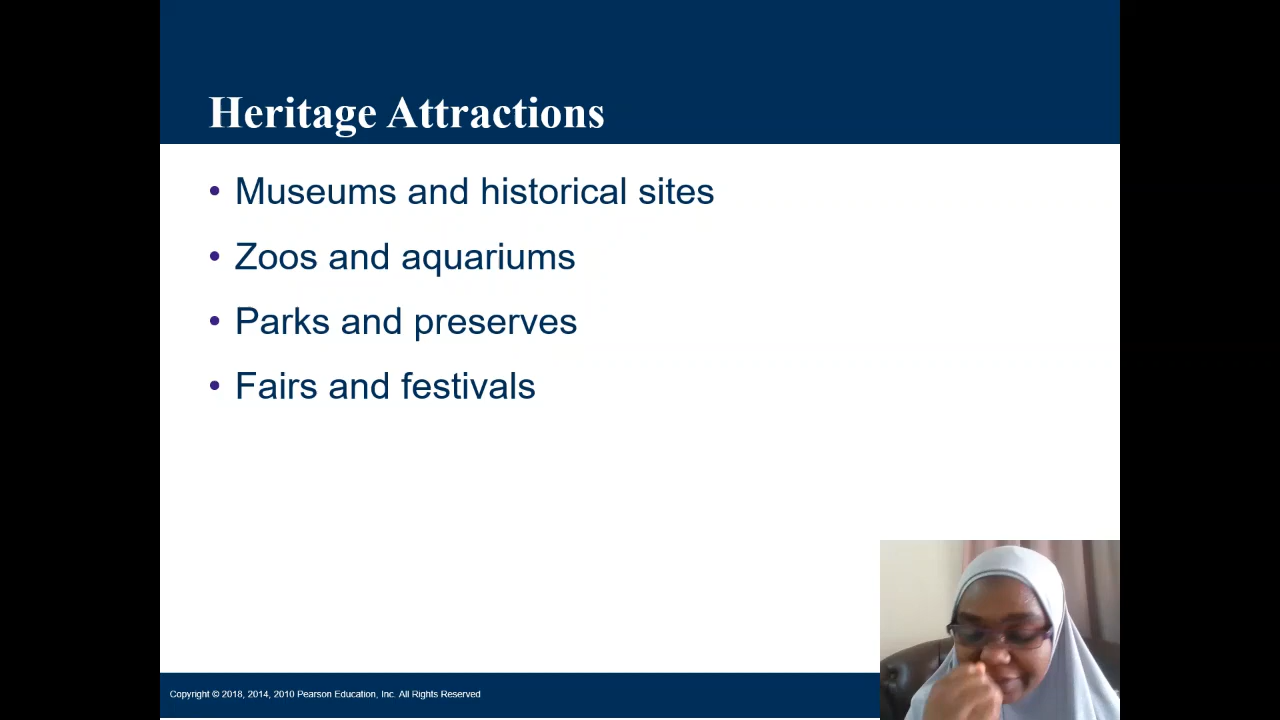 Heritage Attractions
• Museums and historical sites
• Zoos and aquariums
• Parks and preserves
• Fairs and festivals
Copyright © 2018, 2014, 2010 Pearson Education, Inc. All Rights Reserved